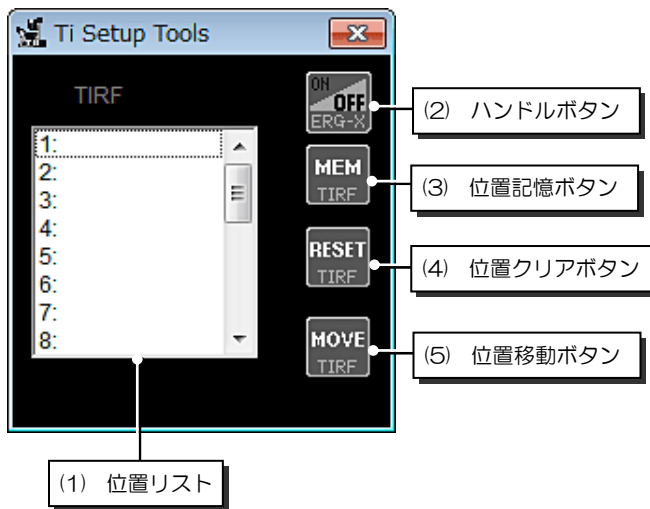 Ti Setup Tools
TIRF
1:
2:
3:
4:
5:
6:
7:
8:
ON
OFF
ERG-X
MEM
TIRF
RESET
TIRF
MOVE
TIRF
(2) ハンドルボタン
(3) 位置記憶ボタン
(4) 位置クリアボタン
(5) 位置移動ボタン
(1) 位置リスト